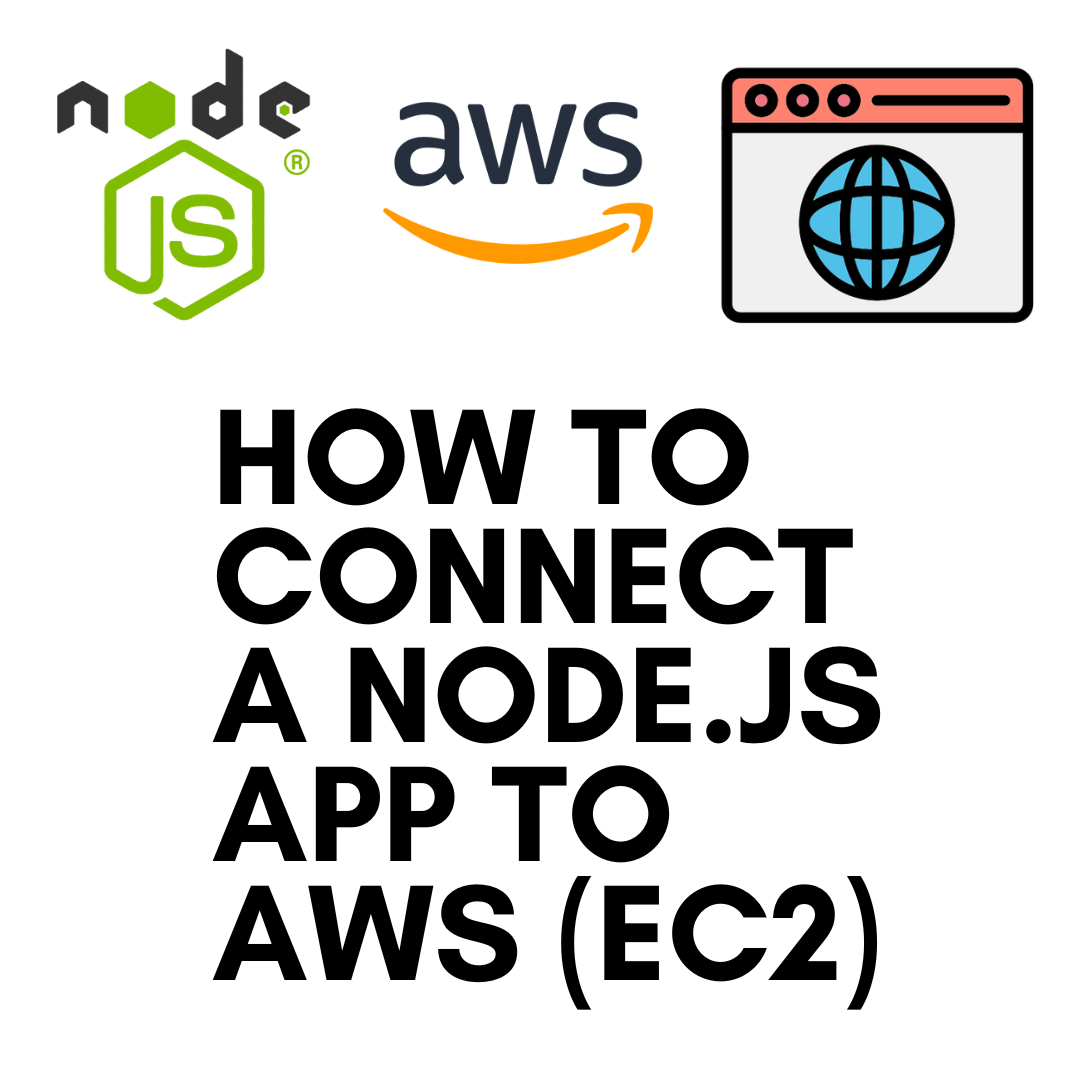 node
®
JS
aws
HOW TO
CONNECT
A NODE.JS
APP TO
AWS (EC2)